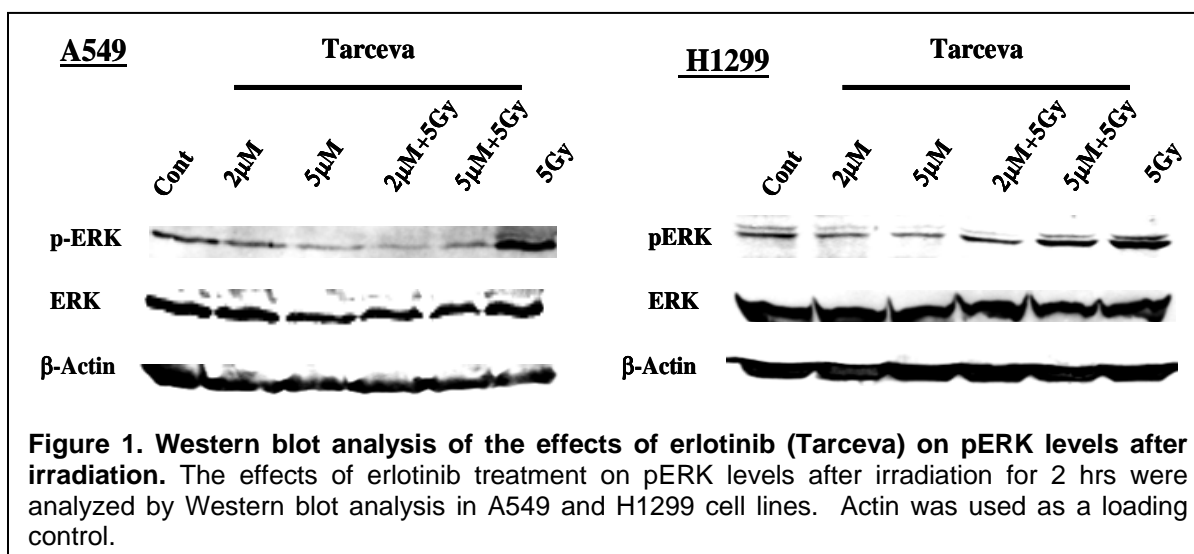 A549
Tarceva
Cont
2µM
5µM
2µM+5Gy
5µM+5Gy
5Gy
p-ERK
ERK
β-Actin
H1299
Tarceva
Cont
2µM
5µM
2µM+5Gy
5µM+5Gy
5Gy
pERK
ERK
β-Actin
Figure 1. Western blot analysis of the effects of erlotinib (Tarceva) on pERK levels after
irradiation. The effects of erlotinib treatment on pERK levels after irradiation for 2 hrs were
analyzed by Western blot analysis in A549 and H1299 cell lines. Actin was used as a loading
control.